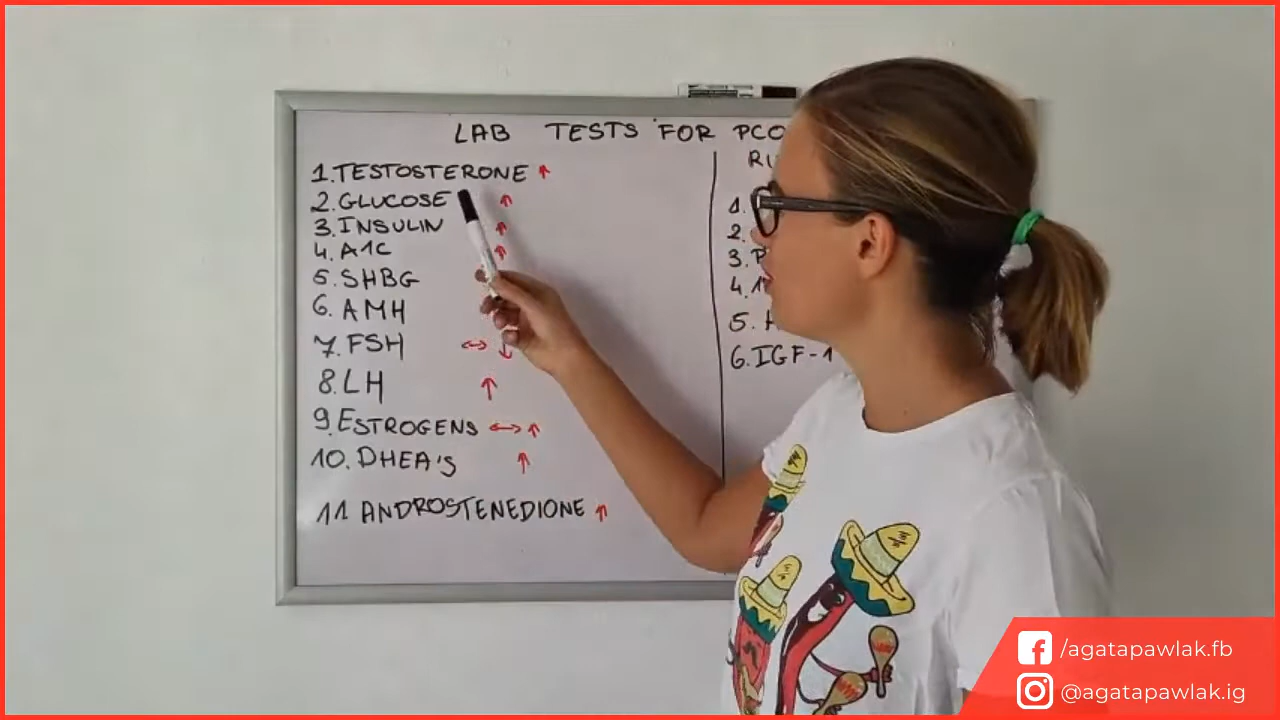 LAB TESTS FOR PCO
1. TESTOSTERONE ↑
2. GLUCOSE ↑
3. INSULIN ↑
4. A1C ↑
5. SHBG
6. AMH
7. FSH ↔ ↓
8. LH ↑
9. ESTROGENS ↔ ↑
10. DHEA's ↑
11 ANDROSTENEDIONE ↑
RU
1.
2.
3. P
4. 1
5. H
6. IGF-1
/agatapawlak.fb
@agatapawlak.ig